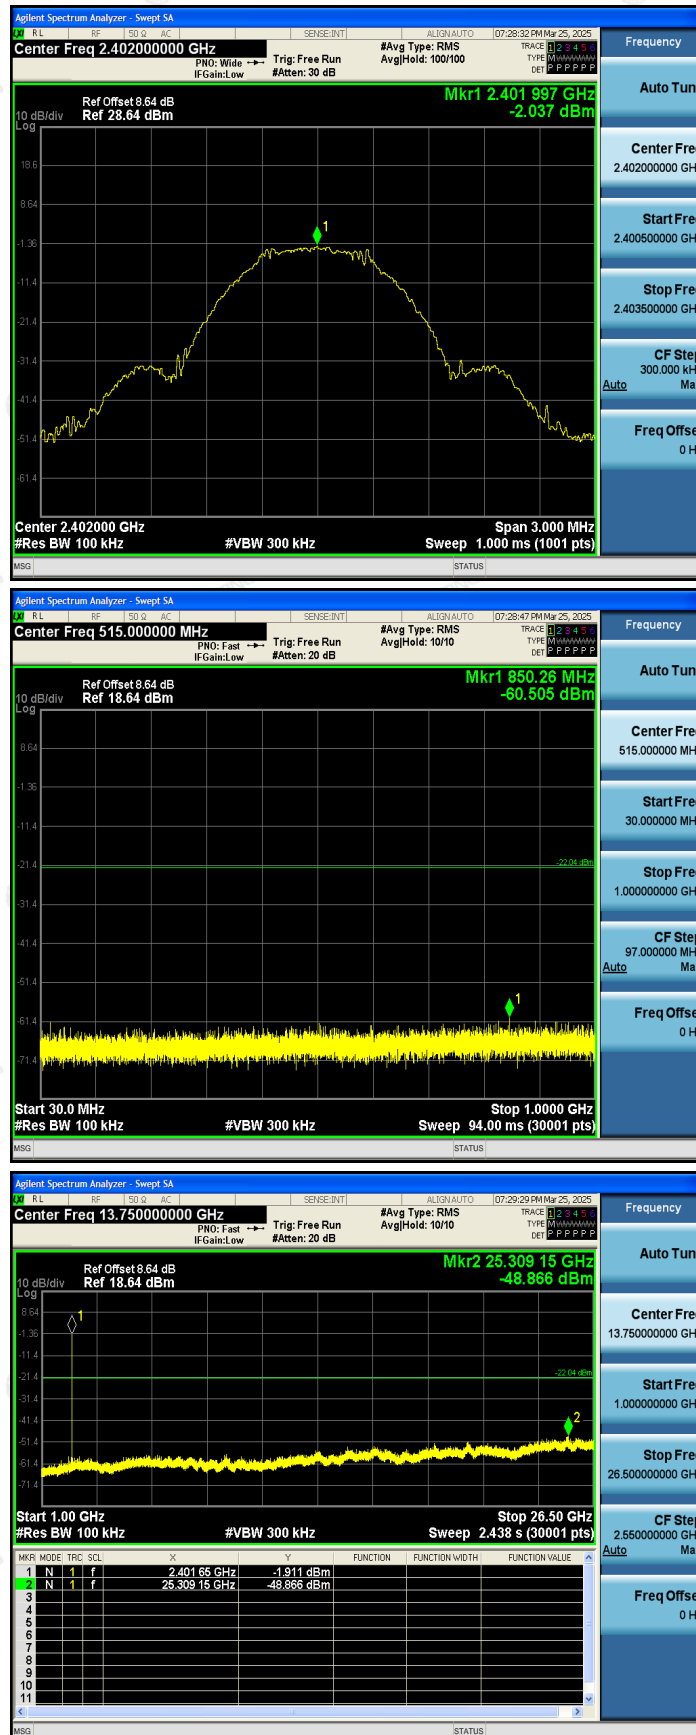 Agilent Spectrum Analyzer - Swept SA
LXI RL RF 50 Ω AC SENSE:INT ALIGNAUTO 07:28:32 PM Mar 25, 2025
Center Freq 2.402000000 GHz #Avg Type: RMS TRACE 1 2 3 4 5 6
PNO: Wide Trig: Free Run Avg|Hold: 100/100 TYPE M
IFGain:Low #Atten: 30 dB DET P P P P P P
Frequency
Ref Offset 8.64 dB Mkr1 2.401 997 GHz
10 dB/div Ref 28.64 dBm -2.037 dBm
Log
18.6
8.64
-1.36
-11.4
-21.4
-31.4
-41.4
-51.4
-61.4
1
Center 2.402000 GHz Span 3.000 MHz
#Res BW 100 kHz #VBW 300 kHz Sweep 1.000 ms (1001 pts)
MSG STATUS
Auto Tun
Center Fre
2.402000000 GH
Start Fre
2.400500000 GH
Stop Fre
2.403500000 GH
CF Ste
300.000 kH
Auto Ma
Freq Offse
0 H
Agilent Spectrum Analyzer - Swept SA
LXI RL RF 50 Ω AC SENSE:INT ALIGNAUTO 07:28:47 PM Mar 25, 2025
Center Freq 515.000000 MHz #Avg Type: RMS TRACE 1 2 3 4 5 6
PNO: Fast Trig: Free Run Avg|Hold: 10/10 TYPE M
IFGain:Low #Atten: 20 dB DET P P P P P P
Frequency
Ref Offset 8.64 dB Mkr1 850.26 MHz
10 dB/div Ref 18.64 dBm -60.505 dBm
Log
8.64
-1.36
-11.4
-21.4
-22.04 dBm
-31.4
-41.4
-51.4
-61.4
-71.4
1
Start 30.0 MHz Stop 1.0000 GHz
#Res BW 100 kHz #VBW 300 kHz Sweep 94.00 ms (30001 pts)
MSG STATUS
Auto Tun
Center Fre
515.000000 MH
Start Fre
30.000000 MH
Stop Fre
1.000000000 GH
CF Ste
97.000000 MH
Auto Ma
Freq Offse
0 H
Agilent Spectrum Analyzer - Swept SA
LXI RL RF 50 Ω AC SENSE:INT ALIGNAUTO 07:29:29 PM Mar 25, 2025
Center Freq 13.750000000 GHz #Avg Type: RMS TRACE 1 2 3 4 5 6
PNO: Fast Trig: Free Run Avg|Hold: 10/10 TYPE M
IFGain:Low #Atten: 20 dB DET P P P P P P
Frequency
Ref Offset 8.64 dB Mkr2 25.309 15 GHz
10 dB/div Ref 18.64 dBm -48.866 dBm
Log
8.64
-1.36
-11.4
-21.4
-22.04 dBm
-31.4
-41.4
-51.4
-61.4
-71.4
1
2
Start 1.00 GHz Stop 26.50 GHz
#Res BW 100 kHz #VBW 300 kHz Sweep 2.438 s (30001 pts)
MKR MODE TRC SCL X Y FUNCTION FUNCTION WIDTH FUNCTION VALUE
1 N 1 f 2.401 65 GHz -1.911 dBm
2 N 1 f 25.309 15 GHz -48.866 dBm
3
4
5
6
7
8
9
10
11
MSG STATUS
Auto Tun
Center Fre
13.750000000 GH
Start Fre
1.000000000 GH
Stop Fre
26.500000000 GH
CF Ste
2.550000000 GH
Auto Ma
Freq Offse
0 H